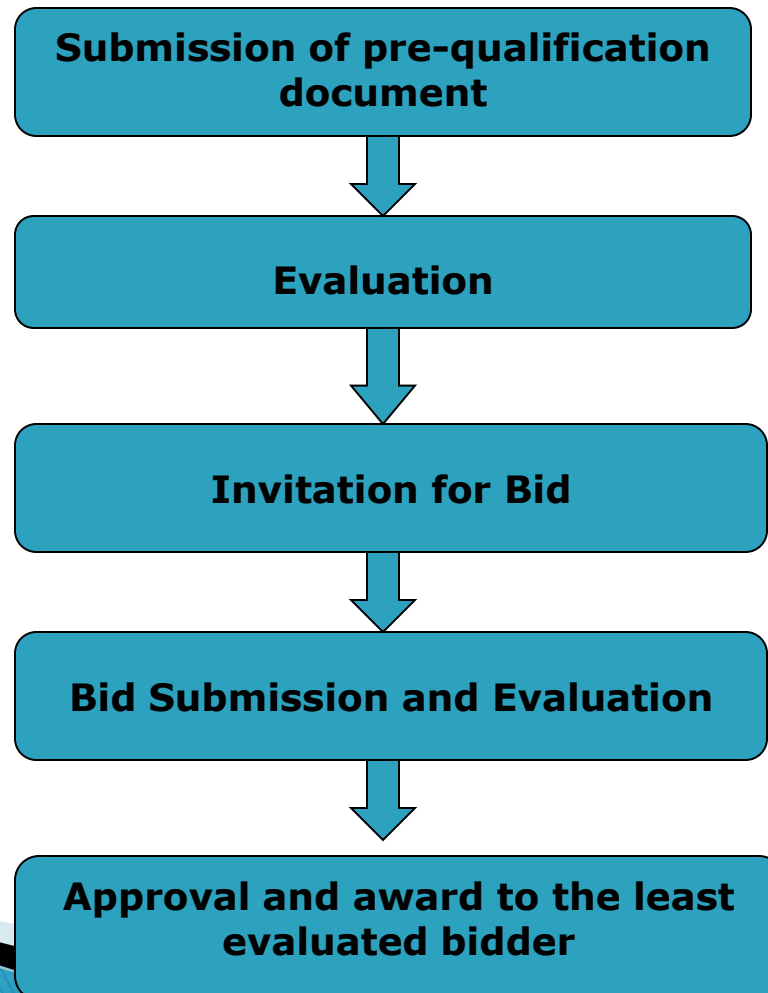 Submission of pre-qualification
document
Evaluation
Invitation for Bid
Bid Submission and Evaluation
Approval and award to the least
evaluated bidder